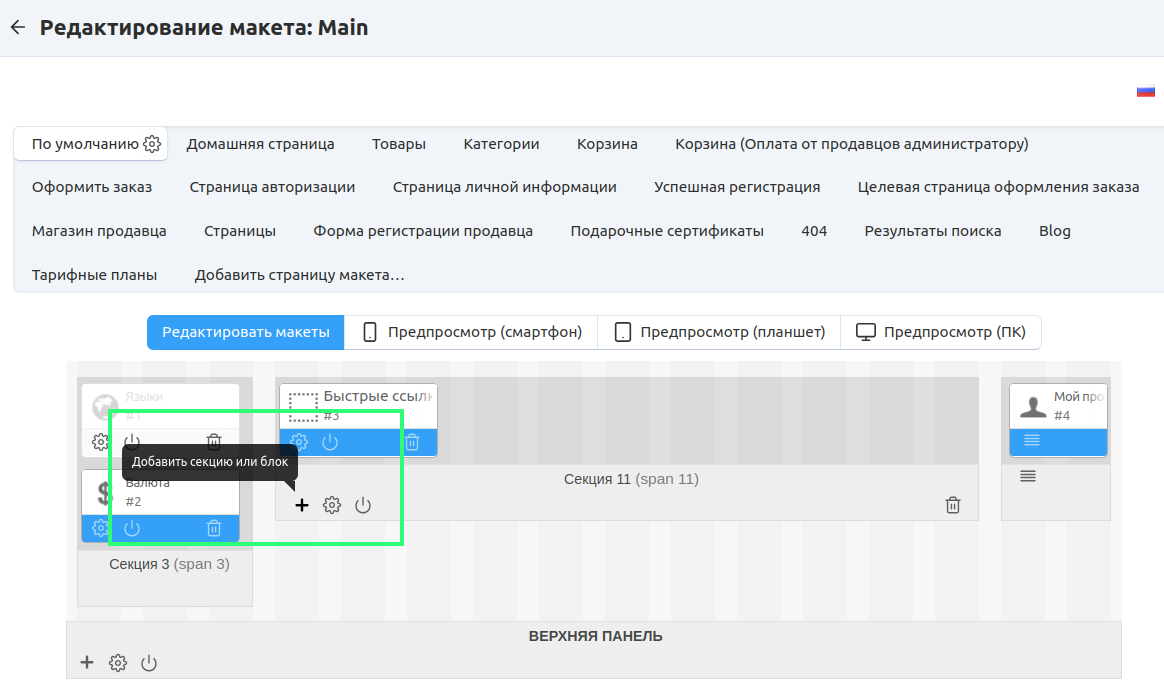 Редактирование макета: Main
По умолчанию Домашняя страница Товары Категории Корзина Корзина (Оплата от продавцов администратору)
Оформить заказ Страница авторизации Страница личной информации Успешная регистрация Целевая страница оформления заказа
Магазин продавца Страницы Форма регистрации продавца Подарочные сертификаты 404 Результаты поиска Blog
Тарифные планы Добавить страницу макета...
Редактировать макеты Предпросмотр (смартфон) Предпросмотр (планшет) Предпросмотр (ПК)
Языки
#1
Быстрые ссыл
#3
Мой про
#4
Добавить секцию или блок
Валюта
#2
Секция 11 (span 11)
Секция 3 (span 3)
ВЕРХНЯЯ ПАНЕЛЬ